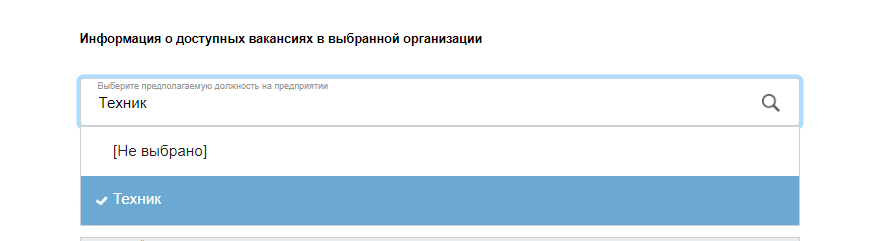 Информация о доступных вакансиях в выбранной организации
Выберите предполагаемую должность на предприятии
Техник
[Не выбрано]
Техник